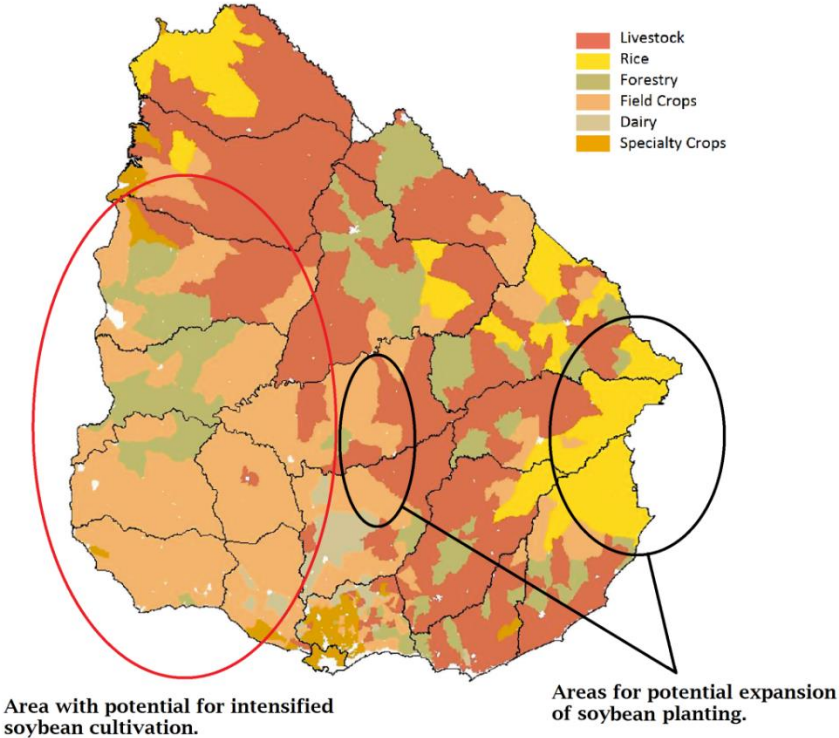 Livestock
Rice
Forestry
Field Crops
Dairy
Specialty Crops
Area with potential for intensified
soybean cultivation.
Areas for potential expansion
of soybean planting.